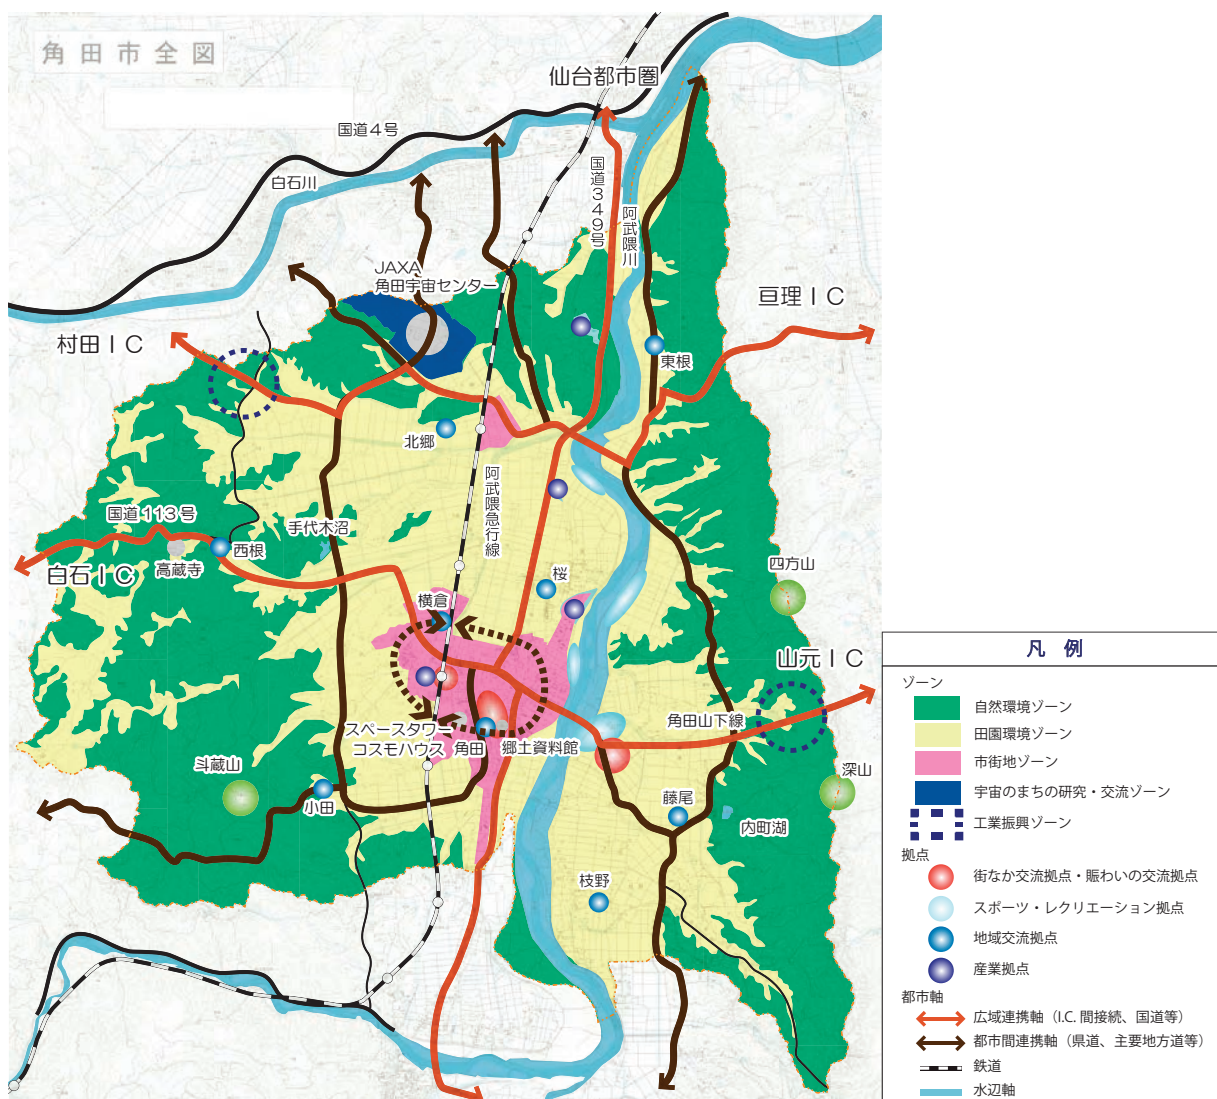 角田市全図
仙台都市圏
国道4号
白石川
国道349号
阿武隈川
JAXA
角田宇宙センター
亘理IC
村田IC
東根
北郷
阿武隈急行線
国道113号
手代木沼
西根
高蔵寺
白石IC
桜
四方山
横倉
山元IC
角田山下線
スペースタワー
コスモハウス
角田
郷土資料館
斗蔵山
深山
小田
藤尾
内町湖
枝野
凡例
ゾーン
自然環境ゾーン
田園環境ゾーン
市街地ゾーン
宇宙のまちの研究・交流ゾーン
工業振興ゾーン
拠点
街なか交流拠点・賑わいの交流拠点
スポーツ・レクリエーション拠点
地域交流拠点
産業拠点
都市軸
広域連携軸（I.C.間接続、国道等）
都市間連携軸（県道、主要地方道等）
鉄道
水辺軸